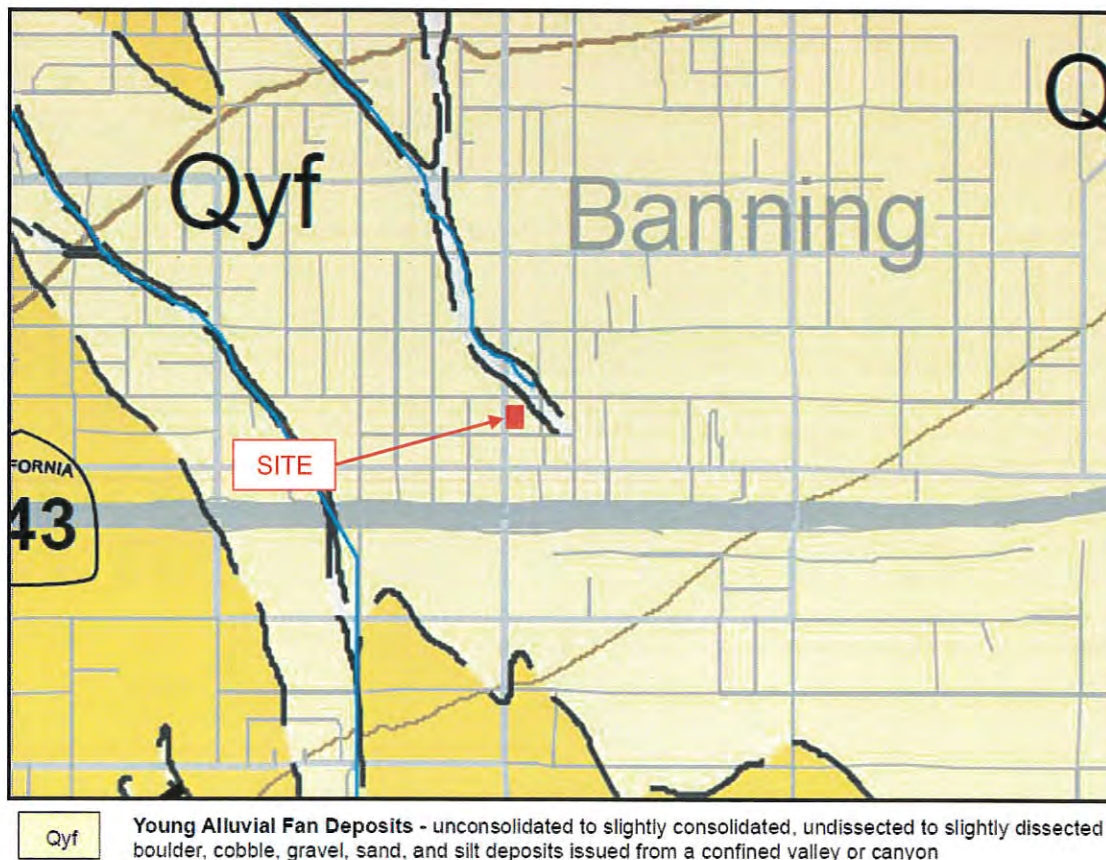 Q
Qyf
Banning
SITE
FORNIA
43
Qyf
Young Alluvial Fan Deposits - unconsolidated to slightly consolidated, undissected to slightly dissected
boulder, cobble, gravel, sand, and silt deposits issued from a confined valley or canyon